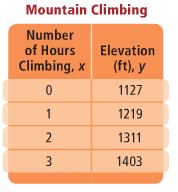 Mountain Climbing
Number
of Hours
Climbing, x
Elevation
(ft), y
0 1127
1 1219
2 1311
3 1403